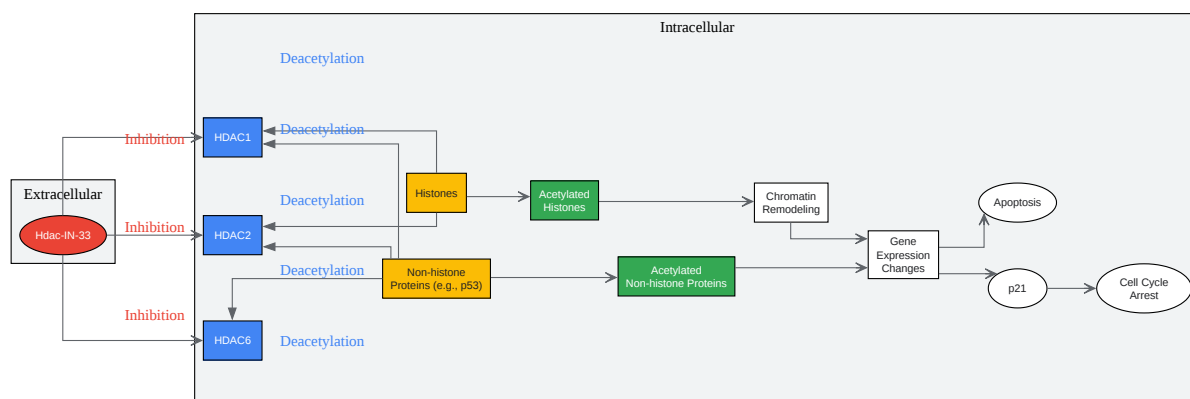 Intracellular
Deacetylation
Inhibition
HDAC1
Deacetylation
Extracellular
Hdac-IN-33
Histones
Acetylated
Histones
Chromatin
Remodeling
Apoptosis
Deacetylation
Inhibition
HDAC2
Gene
Expression
Changes
Deacetylation
Non-histone
Proteins (e.g., p53)
Acetylated
Non-histone Proteins
p21
Cell Cycle
Arrest
Inhibition
HDAC6
Deacetylation